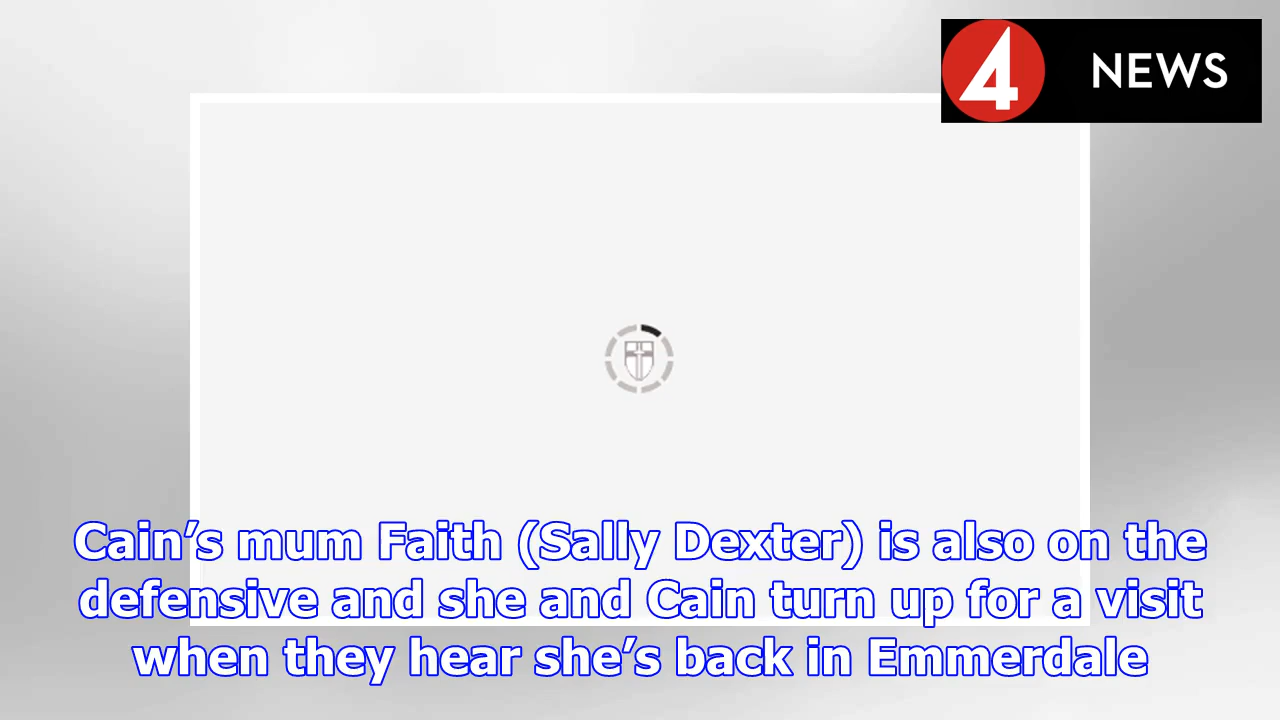 4 NEWS
Cain’s mum Faith (Sally Dexter) is also on the
defensive and she and Cain turn up for a visit
when they hear she’s back in Emmerdale